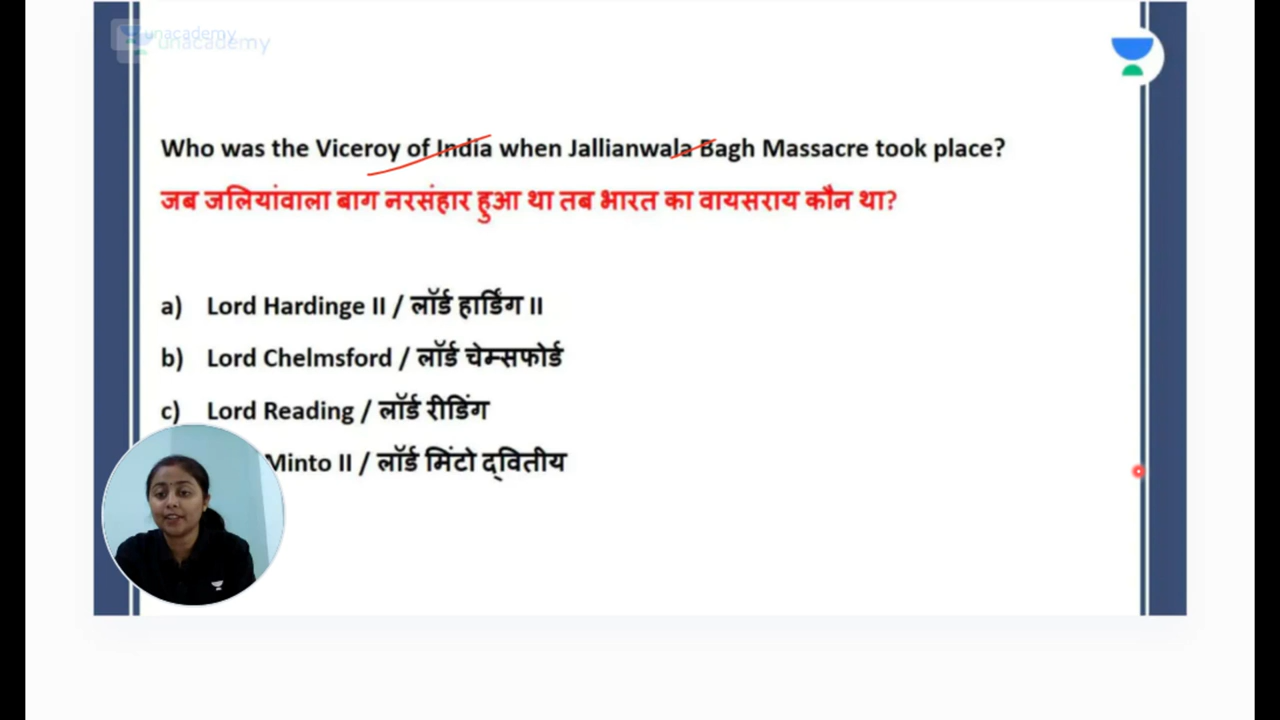 unacademy
unacademy
Who was the Viceroy of India when Jallianwala Bagh Massacre took place?
जब जलियांवाला बाग नरसंहार हुआ था तब भारत का वायसराय कौन था?
a) Lord Hardinge II / लॉर्ड हार्डिंग II
b) Lord Chelmsford / लॉर्ड चेम्सफोर्ड
c) Lord Reading / लॉर्ड रीडिंग
Minto II / लॉर्ड मिंटो द्वितीय